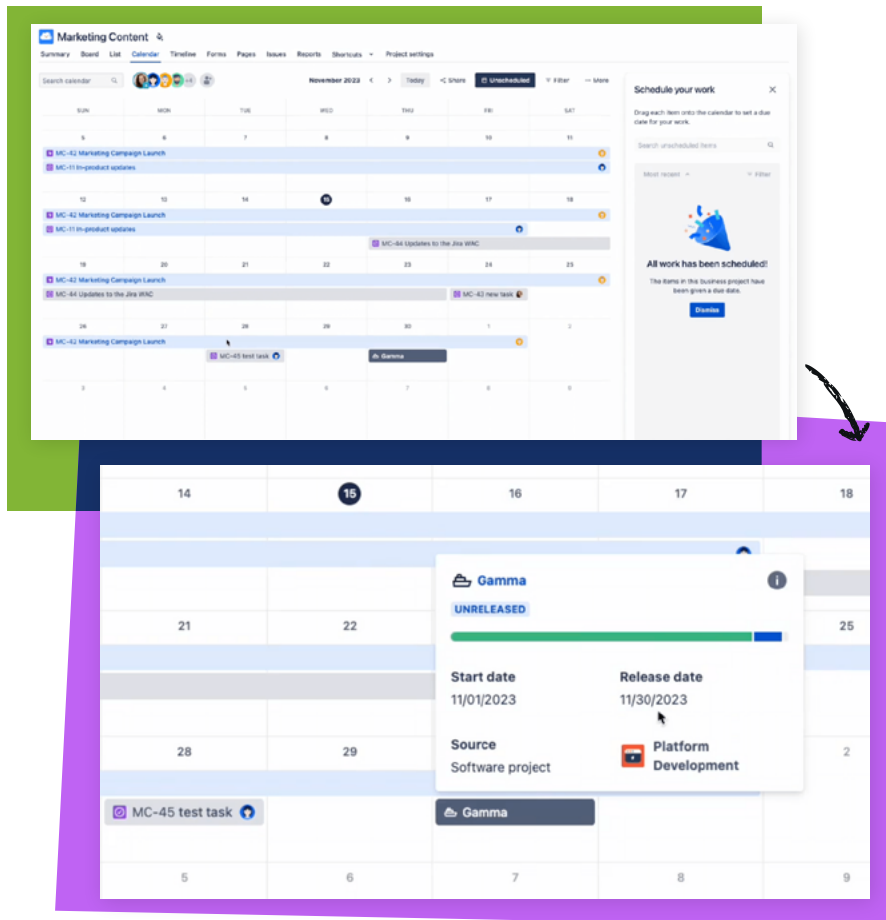 Marketing Content
Summary Board List Calendar Timeline Forms Pages Issues Reports Shortcuts Project settings
Search calendar +4 November 2023 Today Share Unscheduled Filter More
SUN MON TUE WED THU FRI SAT
5 6 7 8 9 10 11
MC-42 Marketing Campaign Launch
MC-11 In-product updates
12 13 14 15 16 17 18
MC-42 Marketing Campaign Launch
MC-11 In-product updates
MC-44 Updates to the Jira WAC
19 20 21 22 23 24 25
MC-42 Marketing Campaign Launch
MC-44 Updates to the Jira WAC MC-43 new task
26 27 28 29 30 1 2
MC-42 Marketing Campaign Launch
MC-45 test task Gamma
3 4 5 6 7 8 9
Schedule your work
Drag each item onto the calendar to set a due
date for your work.
Search unscheduled items
Most recent Filter
All work has been scheduled!
The items in this business project have
been given a due date.
Dismiss
14 15 16 17 18
Gamma
UNRELEASED
21 22 25
Start date Release date
11/01/2023 11/30/2023
Source Platform
Software project Development
28 29 2
MC-45 test task Gamma
5 6 7 8 9